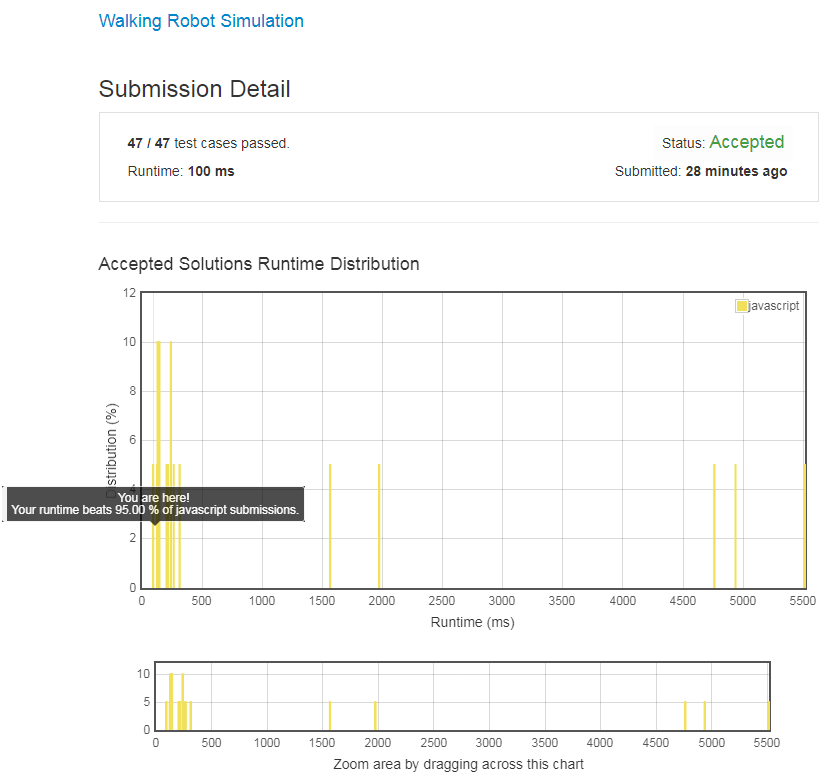 Walking Robot Simulation
Submission Detail
47 / 47 test cases passed.
Status: Accepted
Runtime: 100 ms
Submitted: 28 minutes ago
Accepted Solutions Runtime Distribution
12
javascript
10
8
6
Distribution (%)
4
You are here!
Your runtime beats 95.00 % of javascript submissions.
2
0
0 500 1000 1500 2000 2500 3000 3500 4000 4500 5000 5500
Runtime (ms)
10
5
0
0 500 1000 1500 2000 2500 3000 3500 4000 4500 5000 5500
Zoom area by dragging across this chart